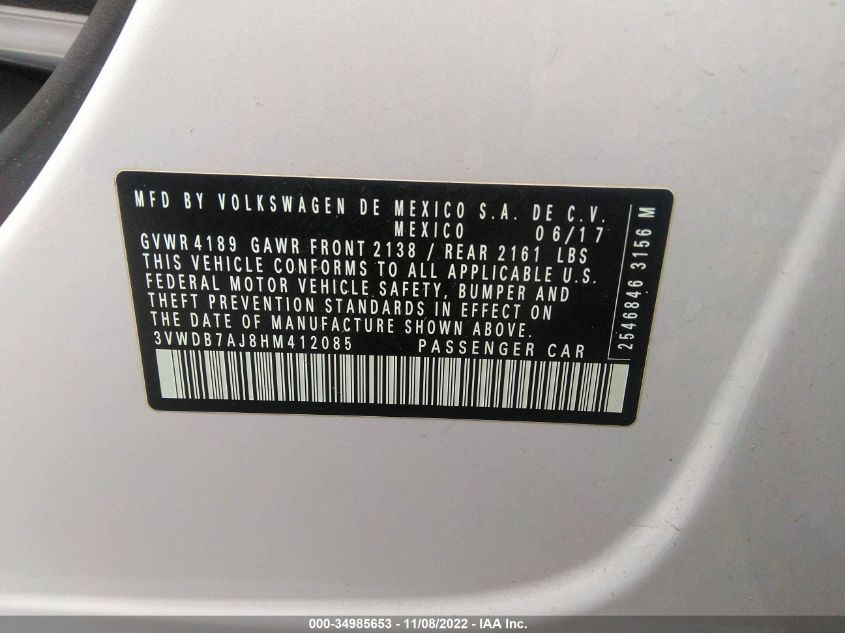 MFD BY VOLKSWAGEN DE MEXICO S.A. DE C.V.
MEXICO 06/17
GVWR 4189 GAWR FRONT 2138 / REAR 2161 LBS
THIS VEHICLE CONFORMS TO ALL APPLICABLE U.S.
FEDERAL MOTOR VEHICLE SAFETY, BUMPER AND
THEFT PREVENTION STANDARDS IN EFFECT ON
THE DATE OF MANUFACTURE SHOWN ABOVE.
3VWDB7AJ8HM412085 PASSENGER CAR
2546846 3156 M
000-34985653 - 11/08/2022 - IAA Inc.